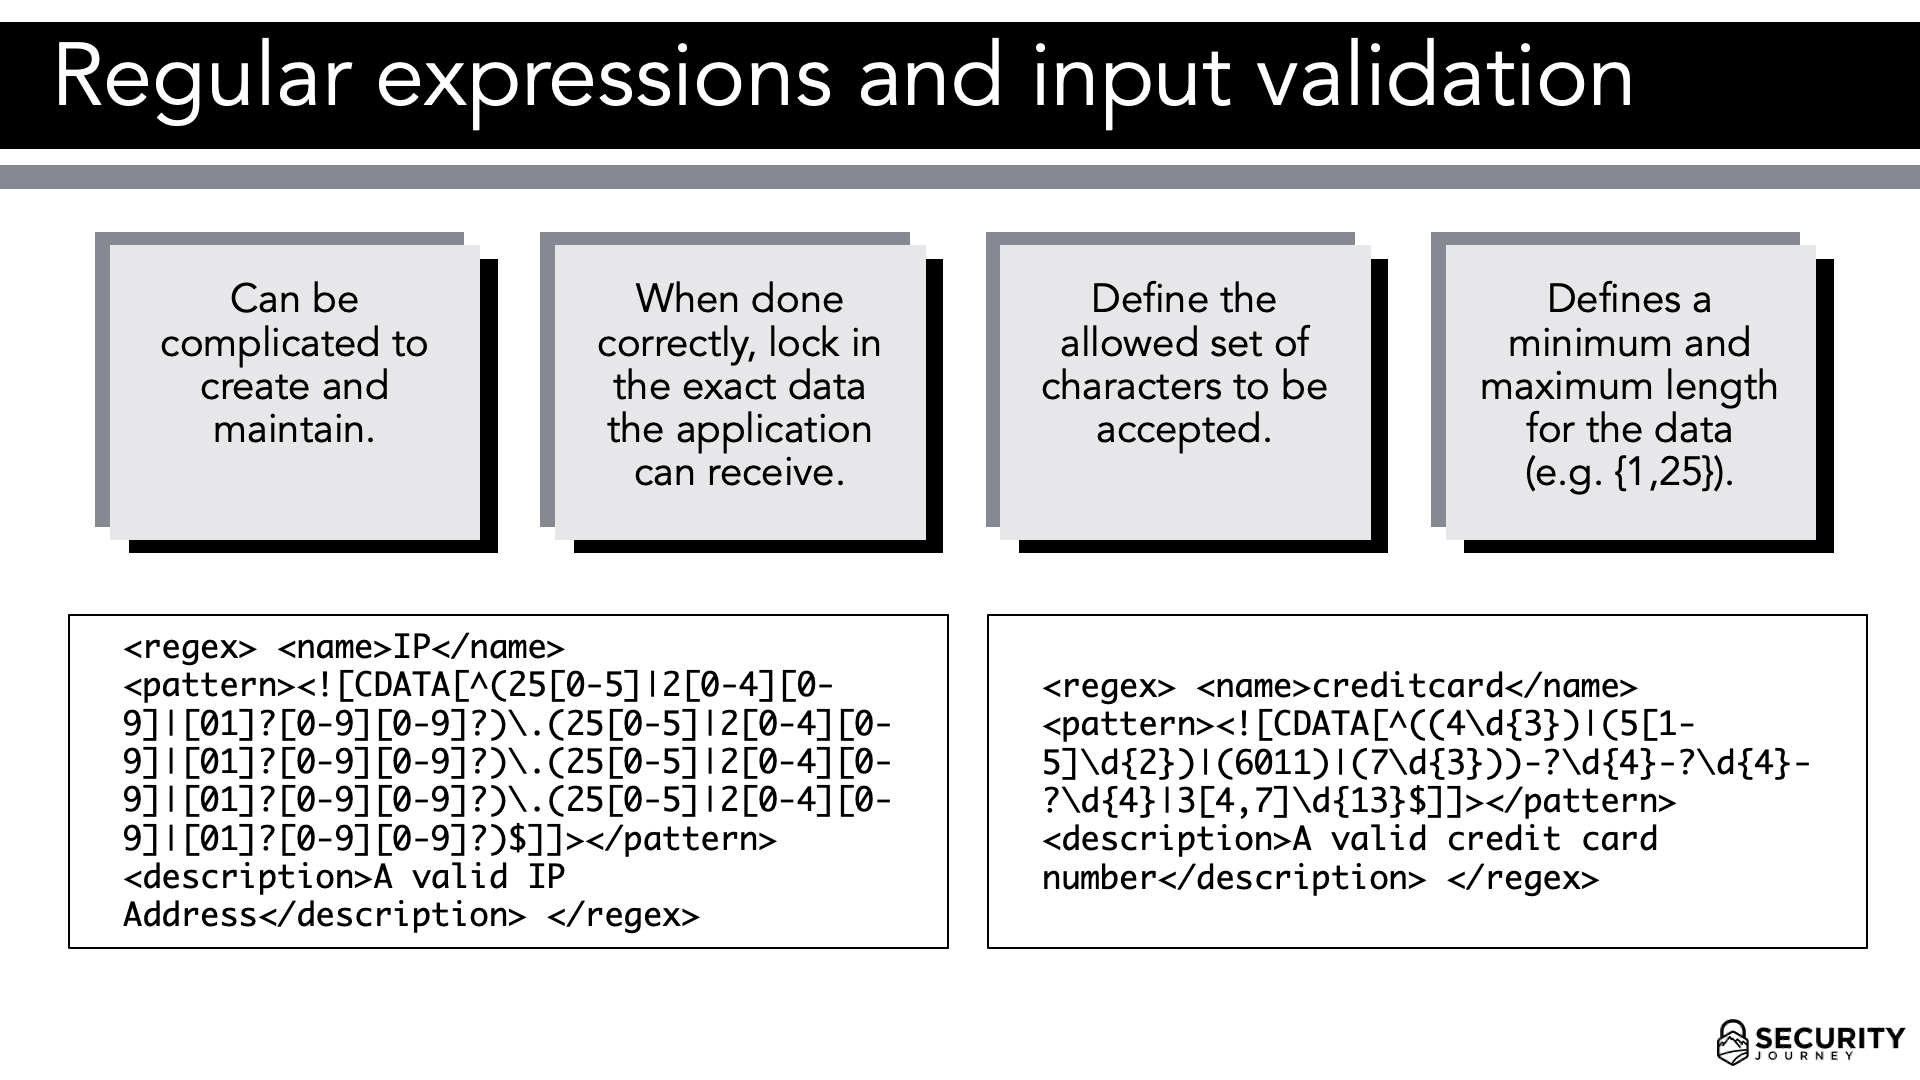 Regular expressions and input validation
Can be
complicated to
create and
maintain.
When done
correctly, lock in
the exact data
the application
can receive.
Define the
allowed set of
characters to be
accepted.
Defines a
minimum and
maximum length
for the data
(e.g. {1,25}).
<regex> <name>IP</name>
<pattern><![CDATA[^(25[0-5]|2[0-4][0-
9]|[01]?[0-9][0-9]?)\.(25[0-5]|2[0-4][0-
9]|[01]?[0-9][0-9]?)\.(25[0-5]|2[0-4][0-
9]|[01]?[0-9][0-9]?)\.(25[0-5]|2[0-4][0-
9]|[01]?[0-9][0-9]?)$]]></pattern>
<description>A valid IP
Address</description> </regex>
<regex> <name>creditcard</name>
<pattern><![CDATA[^((4\d{3})|(5[1-
5]\d{2})|(6011)|(7\d{3}))-?\d{4}-?\d{4}-
?\d{4}|3[4,7]\d{13}$]]></pattern>
<description>A valid credit card
number</description> </regex>
SECURITY
JOURNEY